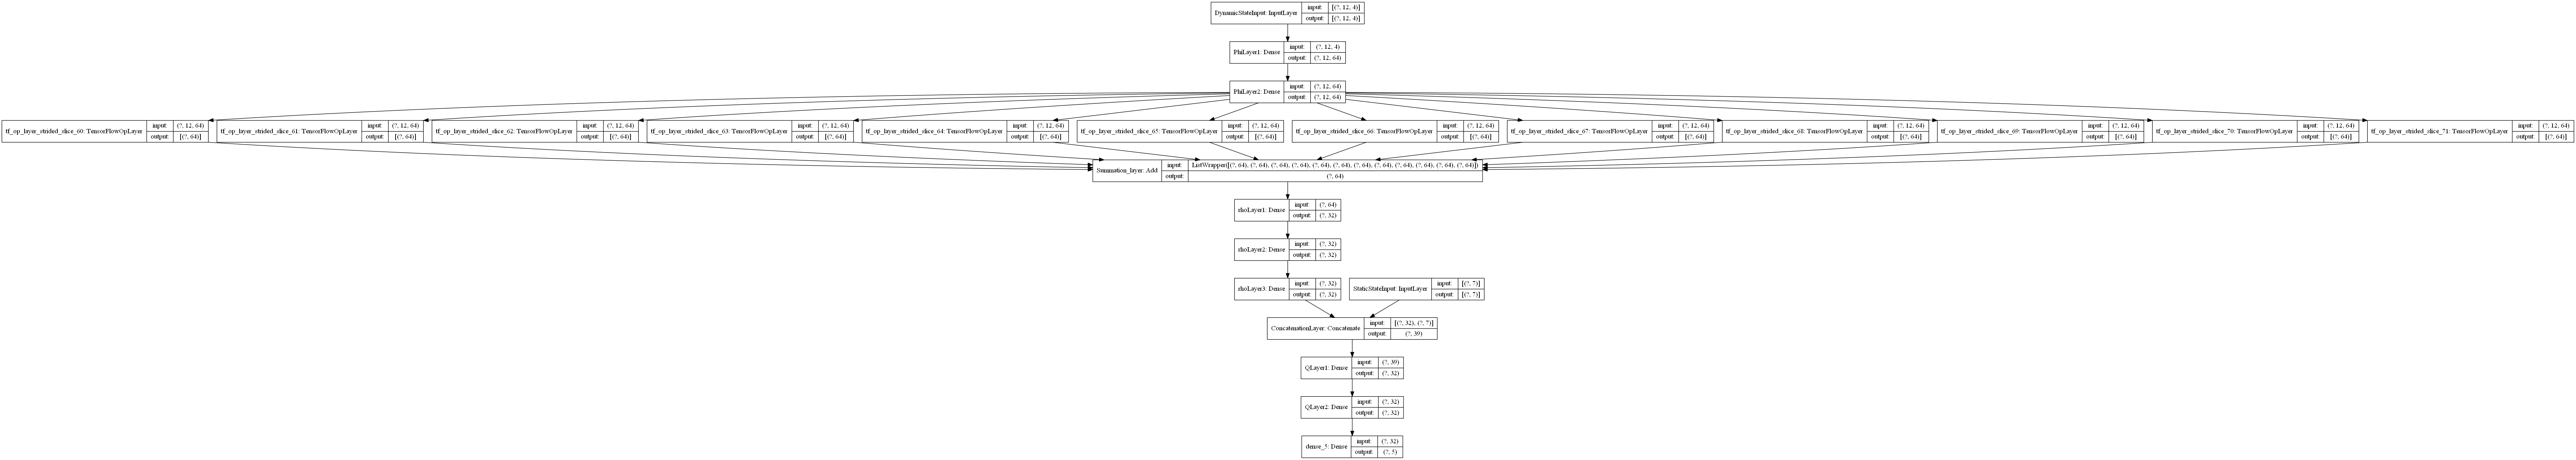 DynamicStateInput: InputLayer input: [(?, 12, 4)]
output: [(?, 12, 4)]
PhiLayer1: Dense input: (?, 12, 4)
output: (?, 12, 64)
PhiLayer2: Dense input: (?, 12, 64)
output: (?, 12, 64)
tf_op_layer_strided_slice_60: TensorFlowOpLayer input: (?, 12, 64)
output: [(?, 64)]
tf_op_layer_strided_slice_61: TensorFlowOpLayer input: (?, 12, 64)
output: [(?, 64)]
tf_op_layer_strided_slice_62: TensorFlowOpLayer input: (?, 12, 64)
output: [(?, 64)]
tf_op_layer_strided_slice_63: TensorFlowOpLayer input: (?, 12, 64)
output: [(?, 64)]
tf_op_layer_strided_slice_64: TensorFlowOpLayer input: (?, 12, 64)
output: [(?, 64)]
tf_op_layer_strided_slice_65: TensorFlowOpLayer input: (?, 12, 64)
output: [(?, 64)]
tf_op_layer_strided_slice_66: TensorFlowOpLayer input: (?, 12, 64)
output: [(?, 64)]
tf_op_layer_strided_slice_67: TensorFlowOpLayer input: (?, 12, 64)
output: [(?, 64)]
tf_op_layer_strided_slice_68: TensorFlowOpLayer input: (?, 12, 64)
output: [(?, 64)]
tf_op_layer_strided_slice_69: TensorFlowOpLayer input: (?, 12, 64)
output: [(?, 64)]
tf_op_layer_strided_slice_70: TensorFlowOpLayer input: (?, 12, 64)
output: [(?, 64)]
tf_op_layer_strided_slice_71: TensorFlowOpLayer input: (?, 12, 64)
output: [(?, 64)]
Summation_layer: Add input: ListWrapper([(?, 64), (?, 64), (?, 64), (?, 64), (?, 64), (?, 64), (?, 64), (?, 64), (?, 64), (?, 64), (?, 64), (?, 64)])
output: (?, 64)
rhoLayer1: Dense input: (?, 64)
output: (?, 32)
rhoLayer2: Dense input: (?, 32)
output: (?, 32)
rhoLayer3: Dense input: (?, 32)
output: (?, 32)
StaticStateInput: InputLayer input: [(?, 7)]
output: [(?, 7)]
ConcatenationLayer: Concatenate input: [(?, 32), (?, 7)]
output: (?, 39)
QLayer1: Dense input: (?, 39)
output: (?, 32)
QLayer2: Dense input: (?, 32)
output: (?, 32)
dense_5: Dense input: (?, 32)
output: (?, 5)